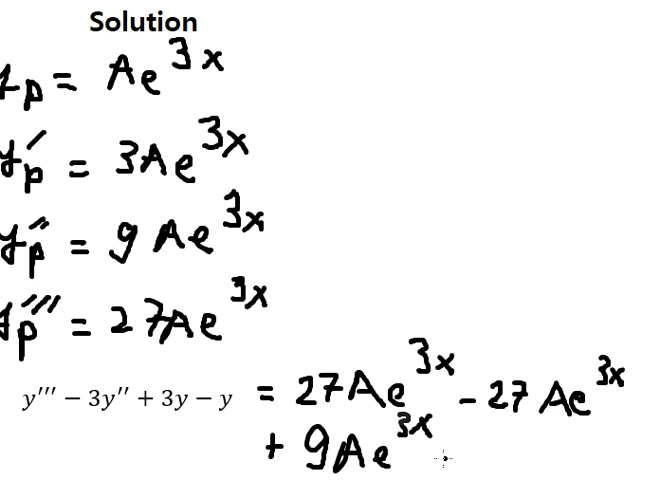 Solution
yp = Ae^3x
y'p = 3Ae^3x
y''p = 9Ae^3x
y'''p = 27Ae^3x
y''' − 3y'' + 3y − y = 27Ae^3x - 27Ae^3x
+ 9Ae^3x